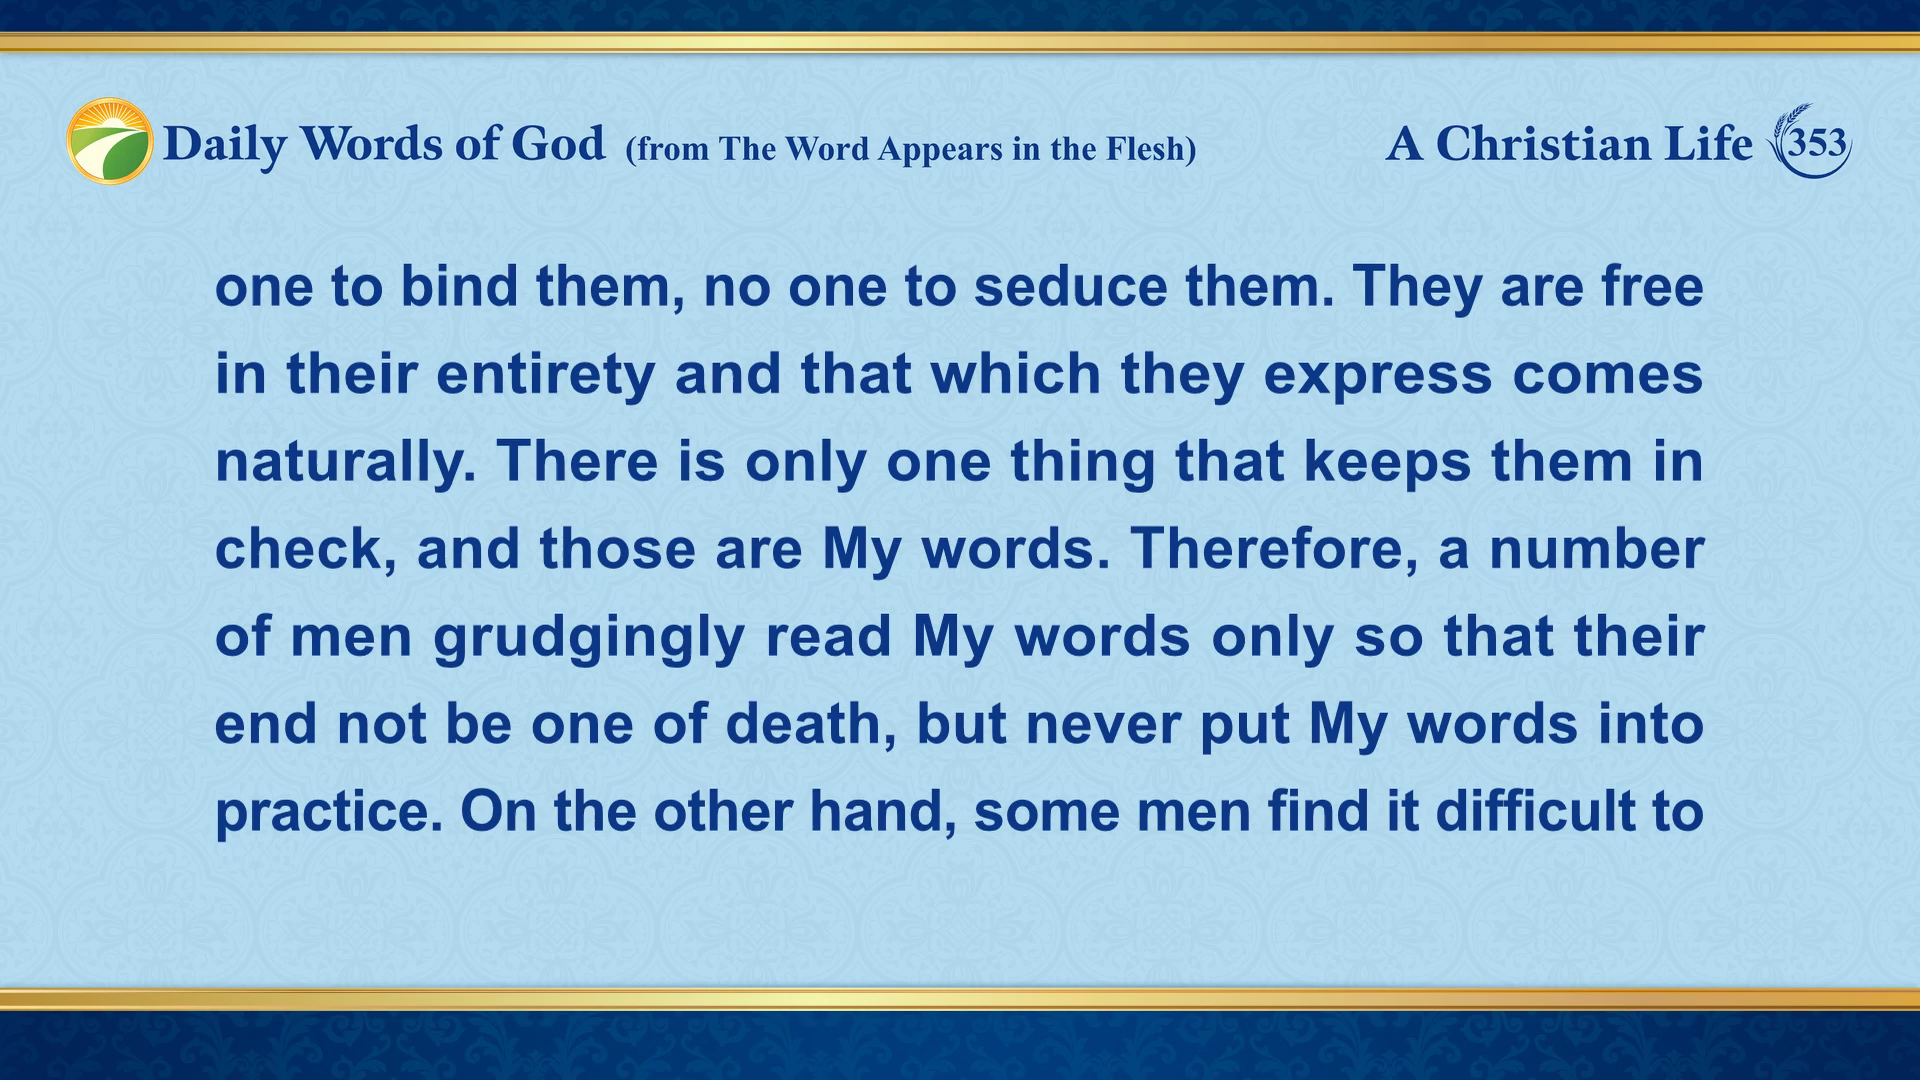 Daily Words of God (from The Word Appears in the Flesh) A Christian Life 353
one to bind them, no one to seduce them. They are free
in their entirety and that which they express comes
naturally. There is only one thing that keeps them in
check, and those are My words. Therefore, a number
of men grudgingly read My words only so that their
end not be one of death, but never put My words into
practice. On the other hand, some men find it difficult to